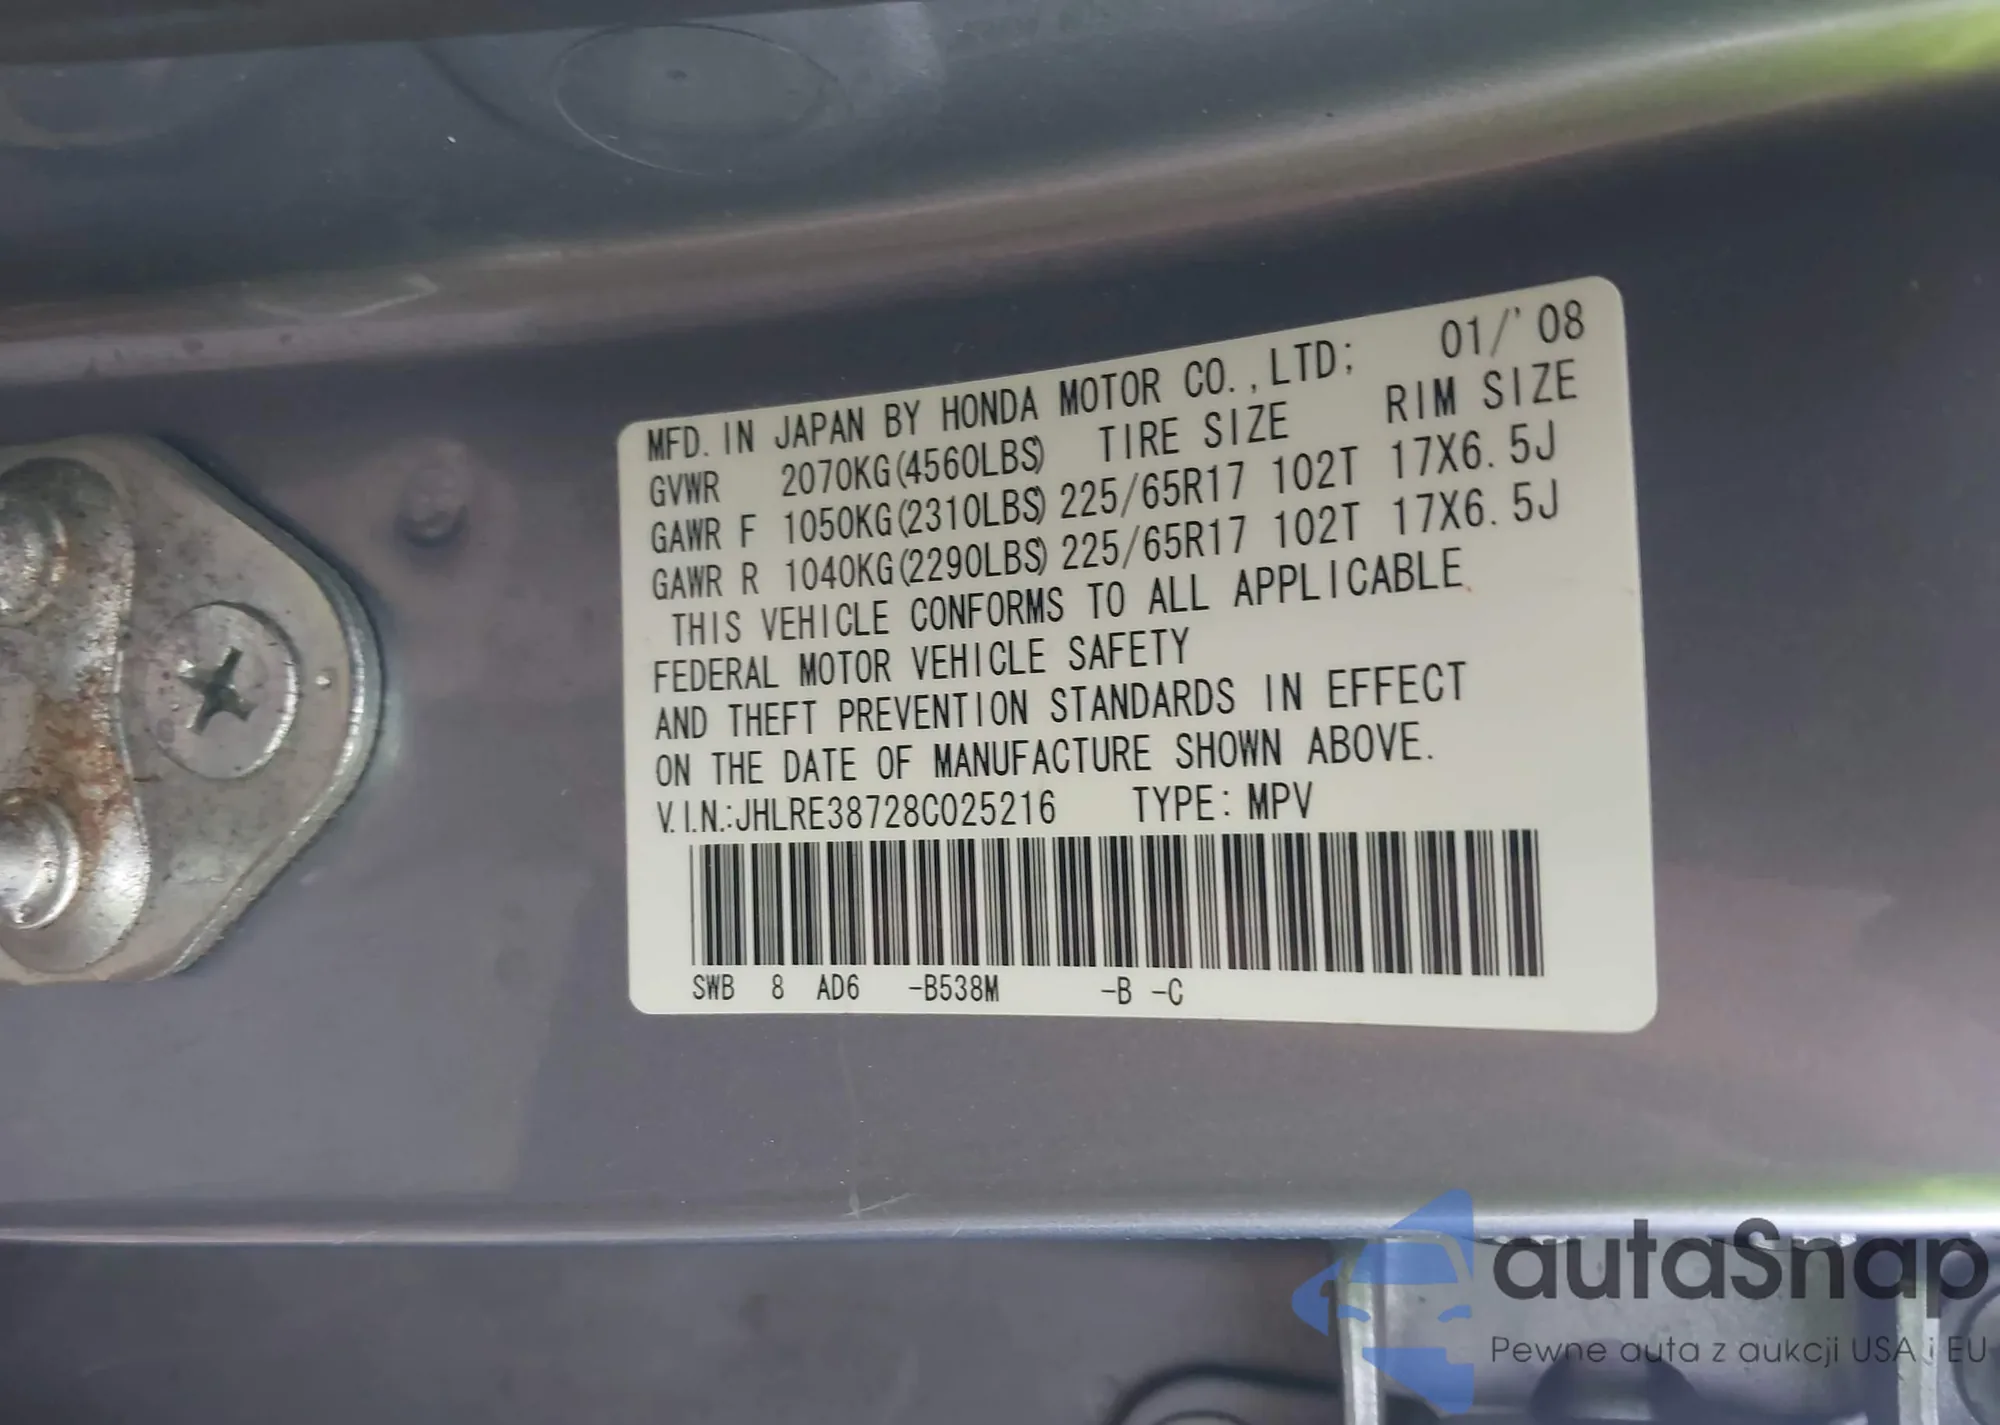 MFD. IN JAPAN BY HONDA MOTOR CO., LTD; 01/'08
GVWR 2070KG(4560LBS) TIRE SIZE RIM SIZE
GAWR F 1050KG(2310LBS) 225/65R17 102T 17X6.5J
GAWR R 1040KG(2290LBS) 225/65R17 102T 17X6.5J
THIS VEHICLE CONFORMS TO ALL APPLICABLE
FEDERAL MOTOR VEHICLE SAFETY
AND THEFT PREVENTION STANDARDS IN EFFECT
ON THE DATE OF MANUFACTURE SHOWN ABOVE.
V.I.N.:JHLRE38728C025216 TYPE: MPV
SWB 8 AD6 -B538M -B -C
autaSnap
Pewne auta z aukcji USA i EU